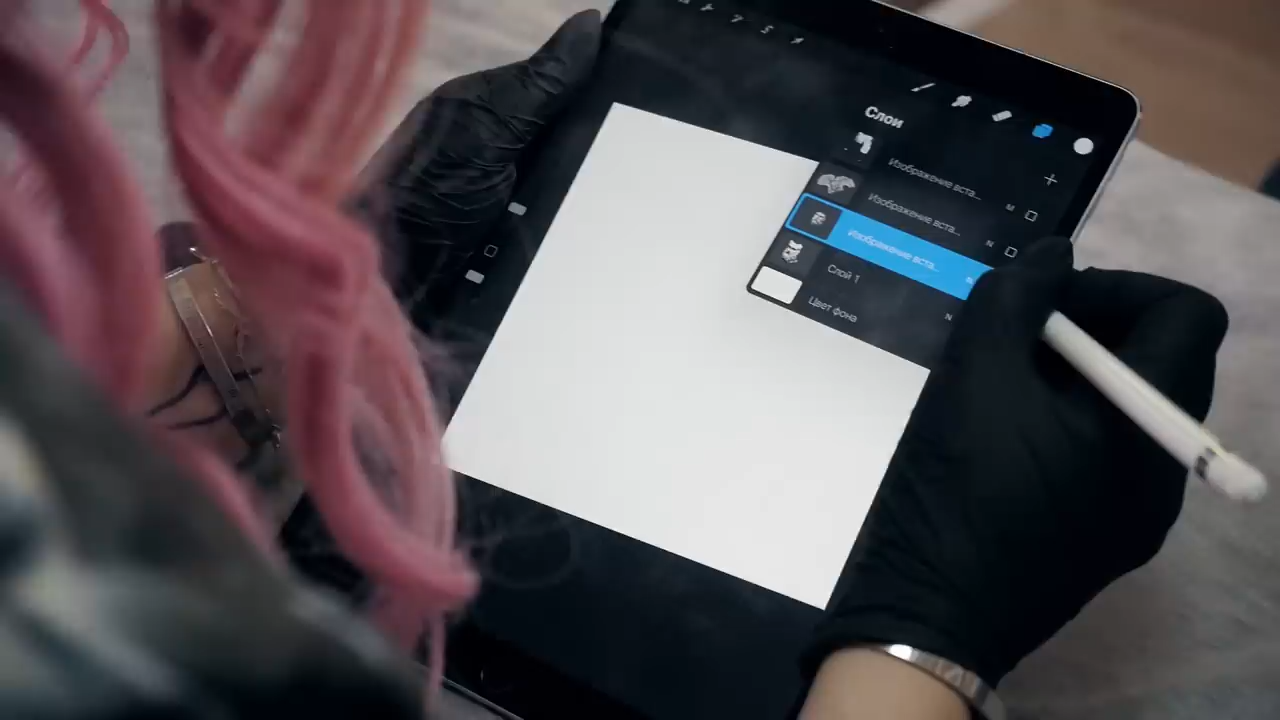 Слои
Изображение вста...
M
Изображение вста...
N
Изображение вста...
N
Слой 1
N
Цвет фона